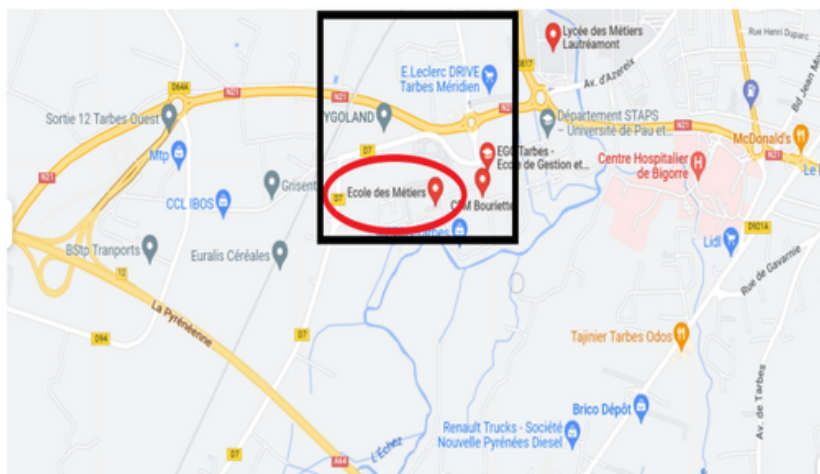 Lycée des Métiers
Lautréamont
Rue Henri Duparc
Bd Jean
D64A
N21
E.Leclerc DRIVE
Tarbes Méridien
D817
Av. d'Azereix
Sortie 12 Tarbes Ouest
N21
YGOLAND
N21
Département STAPS
– Université de Pau et...
N21
McDonald's
Mtp
D7
EGC Tarbes -
Ecole de Gestion et...
Centre Hospitalier
de Bigorre
Le
N21
Grisent
Ecole des Métiers
D7
CCL IBOS
Bouriette
D921A
BStp Tranports
Euralis Céréales
Lidl
12
Rue de Gavarnie
La Pyrénéenne
D94
D7
Tajinier Tarbes Odos
Av. de Tarbes
Brico Dépôt
Renault Trucks - Société
Nouvelle Pyrénées Diesel
L'Échez
D7
A64